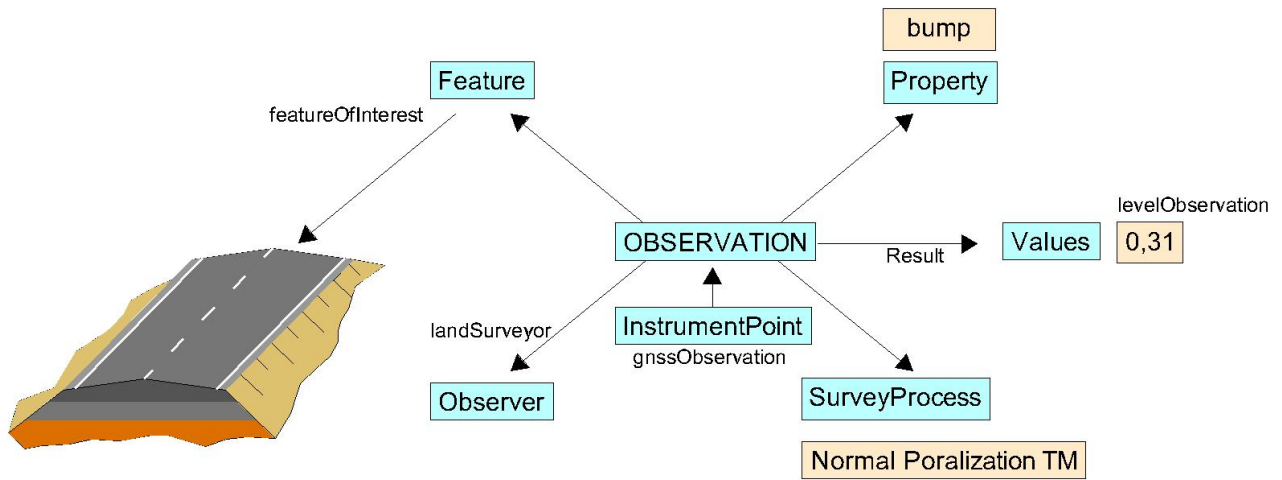 bump
Feature
Property
featureOfInterest
levelObservation
OBSERVATION
Result
Values
0,31
InstrumentPoint
landSurveyor
gnssObservation
Observer
SurveyProcess
Normal Poralization TM